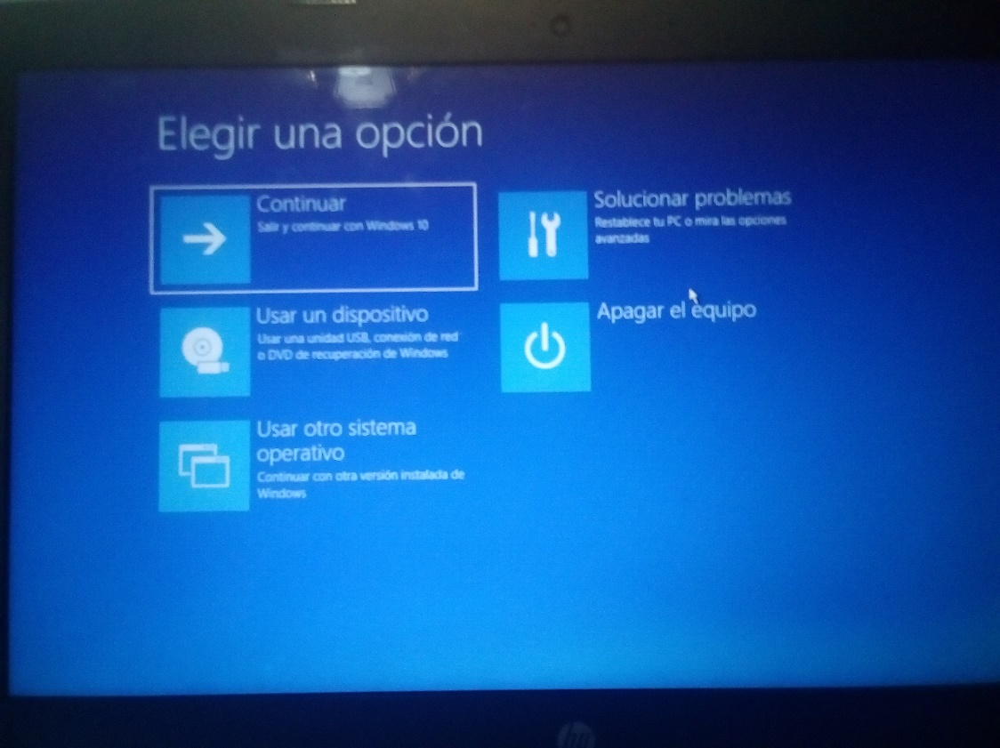 Elegir una opción
Continuar
Salir y continuar con Windows 10
Usar un dispositivo
Usar una unidad USB, conexión de red
o DVD de recuperación de Windows
Usar otro sistema
operativo
Continuar con otra versión instalada de
Windows
Solucionar problemas
Restablece tu PC o mira las opciones
avanzadas
Apagar el equipo
hp